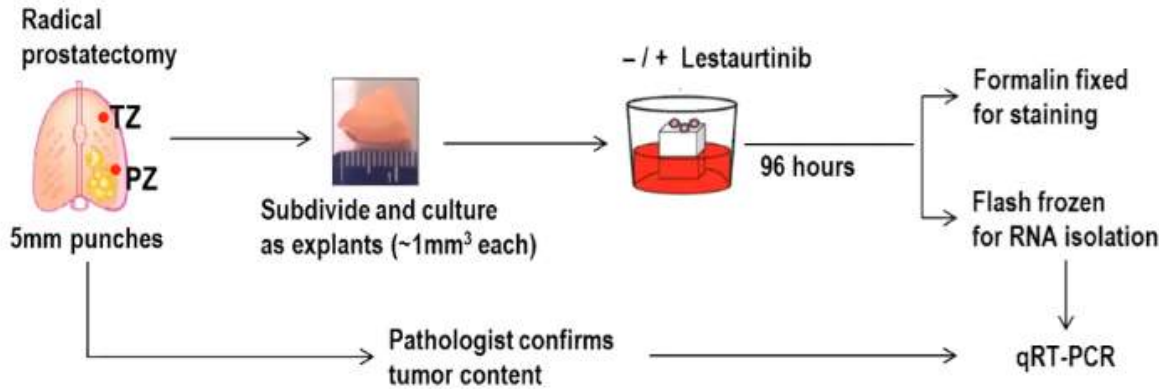 Radical
prostatectomy
TZ
PZ
5mm punches
Subdivide and culture
as explants (~1mm³ each)
– / + Lestaurtinib
96 hours
Formalin fixed
for staining
Flash frozen
for RNA isolation
Pathologist confirms
tumor content
qRT-PCR